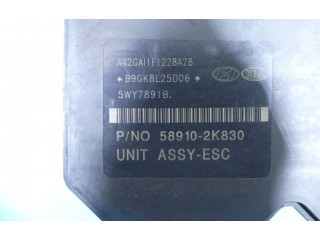 A42GAI1F1228A28
*B9GK8L25D06*
5WY7891B.
P/NO 58910-2K830
UNIT ASSY-ESC